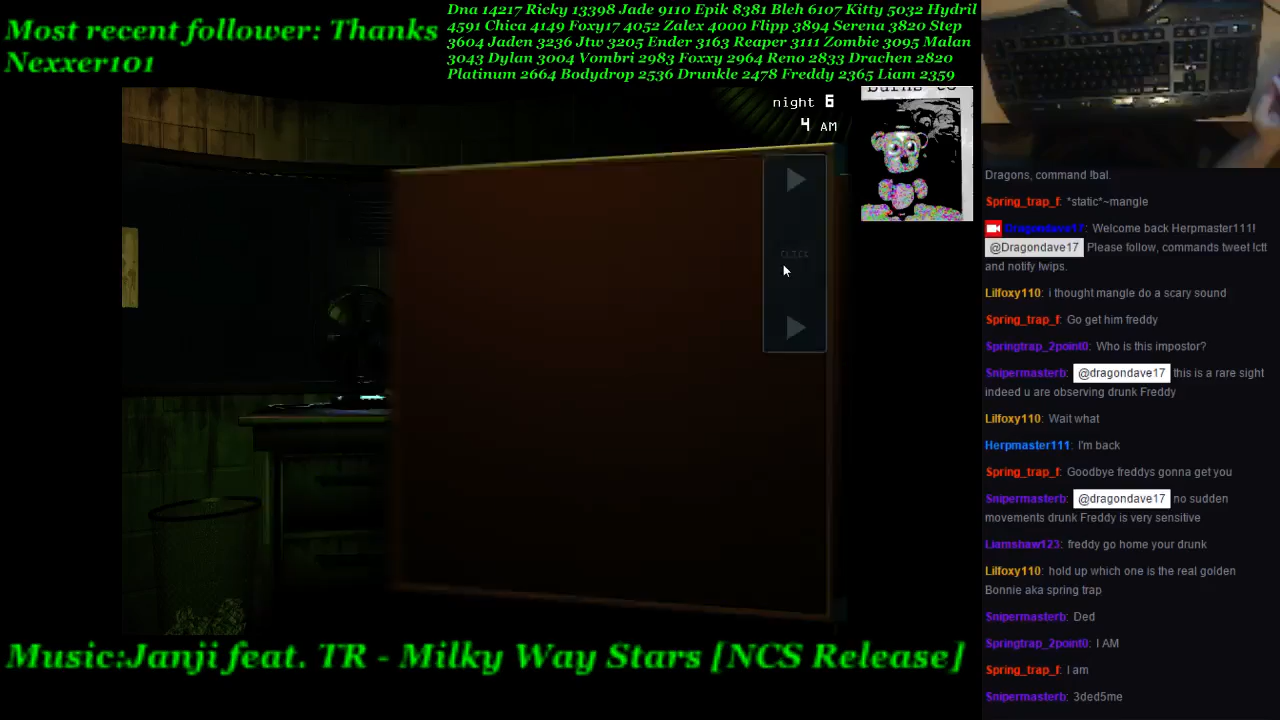 Most recent follower: Thanks
Nexxer101
Dna 14217 Ricky 13398 Jade 9110 Epik 8381 Bleh 6107 Kitty 5032 Hydril
4591 Chica 4149 Foxy17 4052 Zalex 4000 Flipp 3894 Serena 3820 Step
3604 Jaden 3236 Jtw 3205 Ender 3163 Reaper 3111 Zombie 3095 Malan
3043 Dylan 3004 Vombri 2983 Foxxy 2964 Reno 2833 Drachen 2820
Platinum 2664 Bodydrop 2536 Drunkle 2478 Freddy 2365 Liam 2359
night 6
4 AM
CLICK
Dragons, command !bal.
Spring_trap_f: *static*~mangle
Dragondave17: Welcome back Herpmaster111!
@Dragondave17 Please follow, commands tweet !ctt
and notify !wips.
Lilfoxy110: i thought mangle do a scary sound
Spring_trap_f: Go get him freddy
Springtrap_2point0: Who is this impostor?
Snipermasterb: @dragondave17 this is a rare sight
indeed u are observing drunk Freddy
Lilfoxy110: Wait what
Herpmaster111: I'm back
Spring_trap_f: Goodbye freddys gonna get you
Snipermasterb: @dragondave17 no sudden
movements drunk Freddy is very sensitive
Liamshaw123: freddy go home your drunk
Lilfoxy110: hold up which one is the real golden
Bonnie aka spring trap
Snipermasterb: Ded
Springtrap_2point0: I AM
Spring_trap_f: I am
Snipermasterb: 3ded5me
Music:Janji feat. TR - Milky Way Stars [NCS Release]